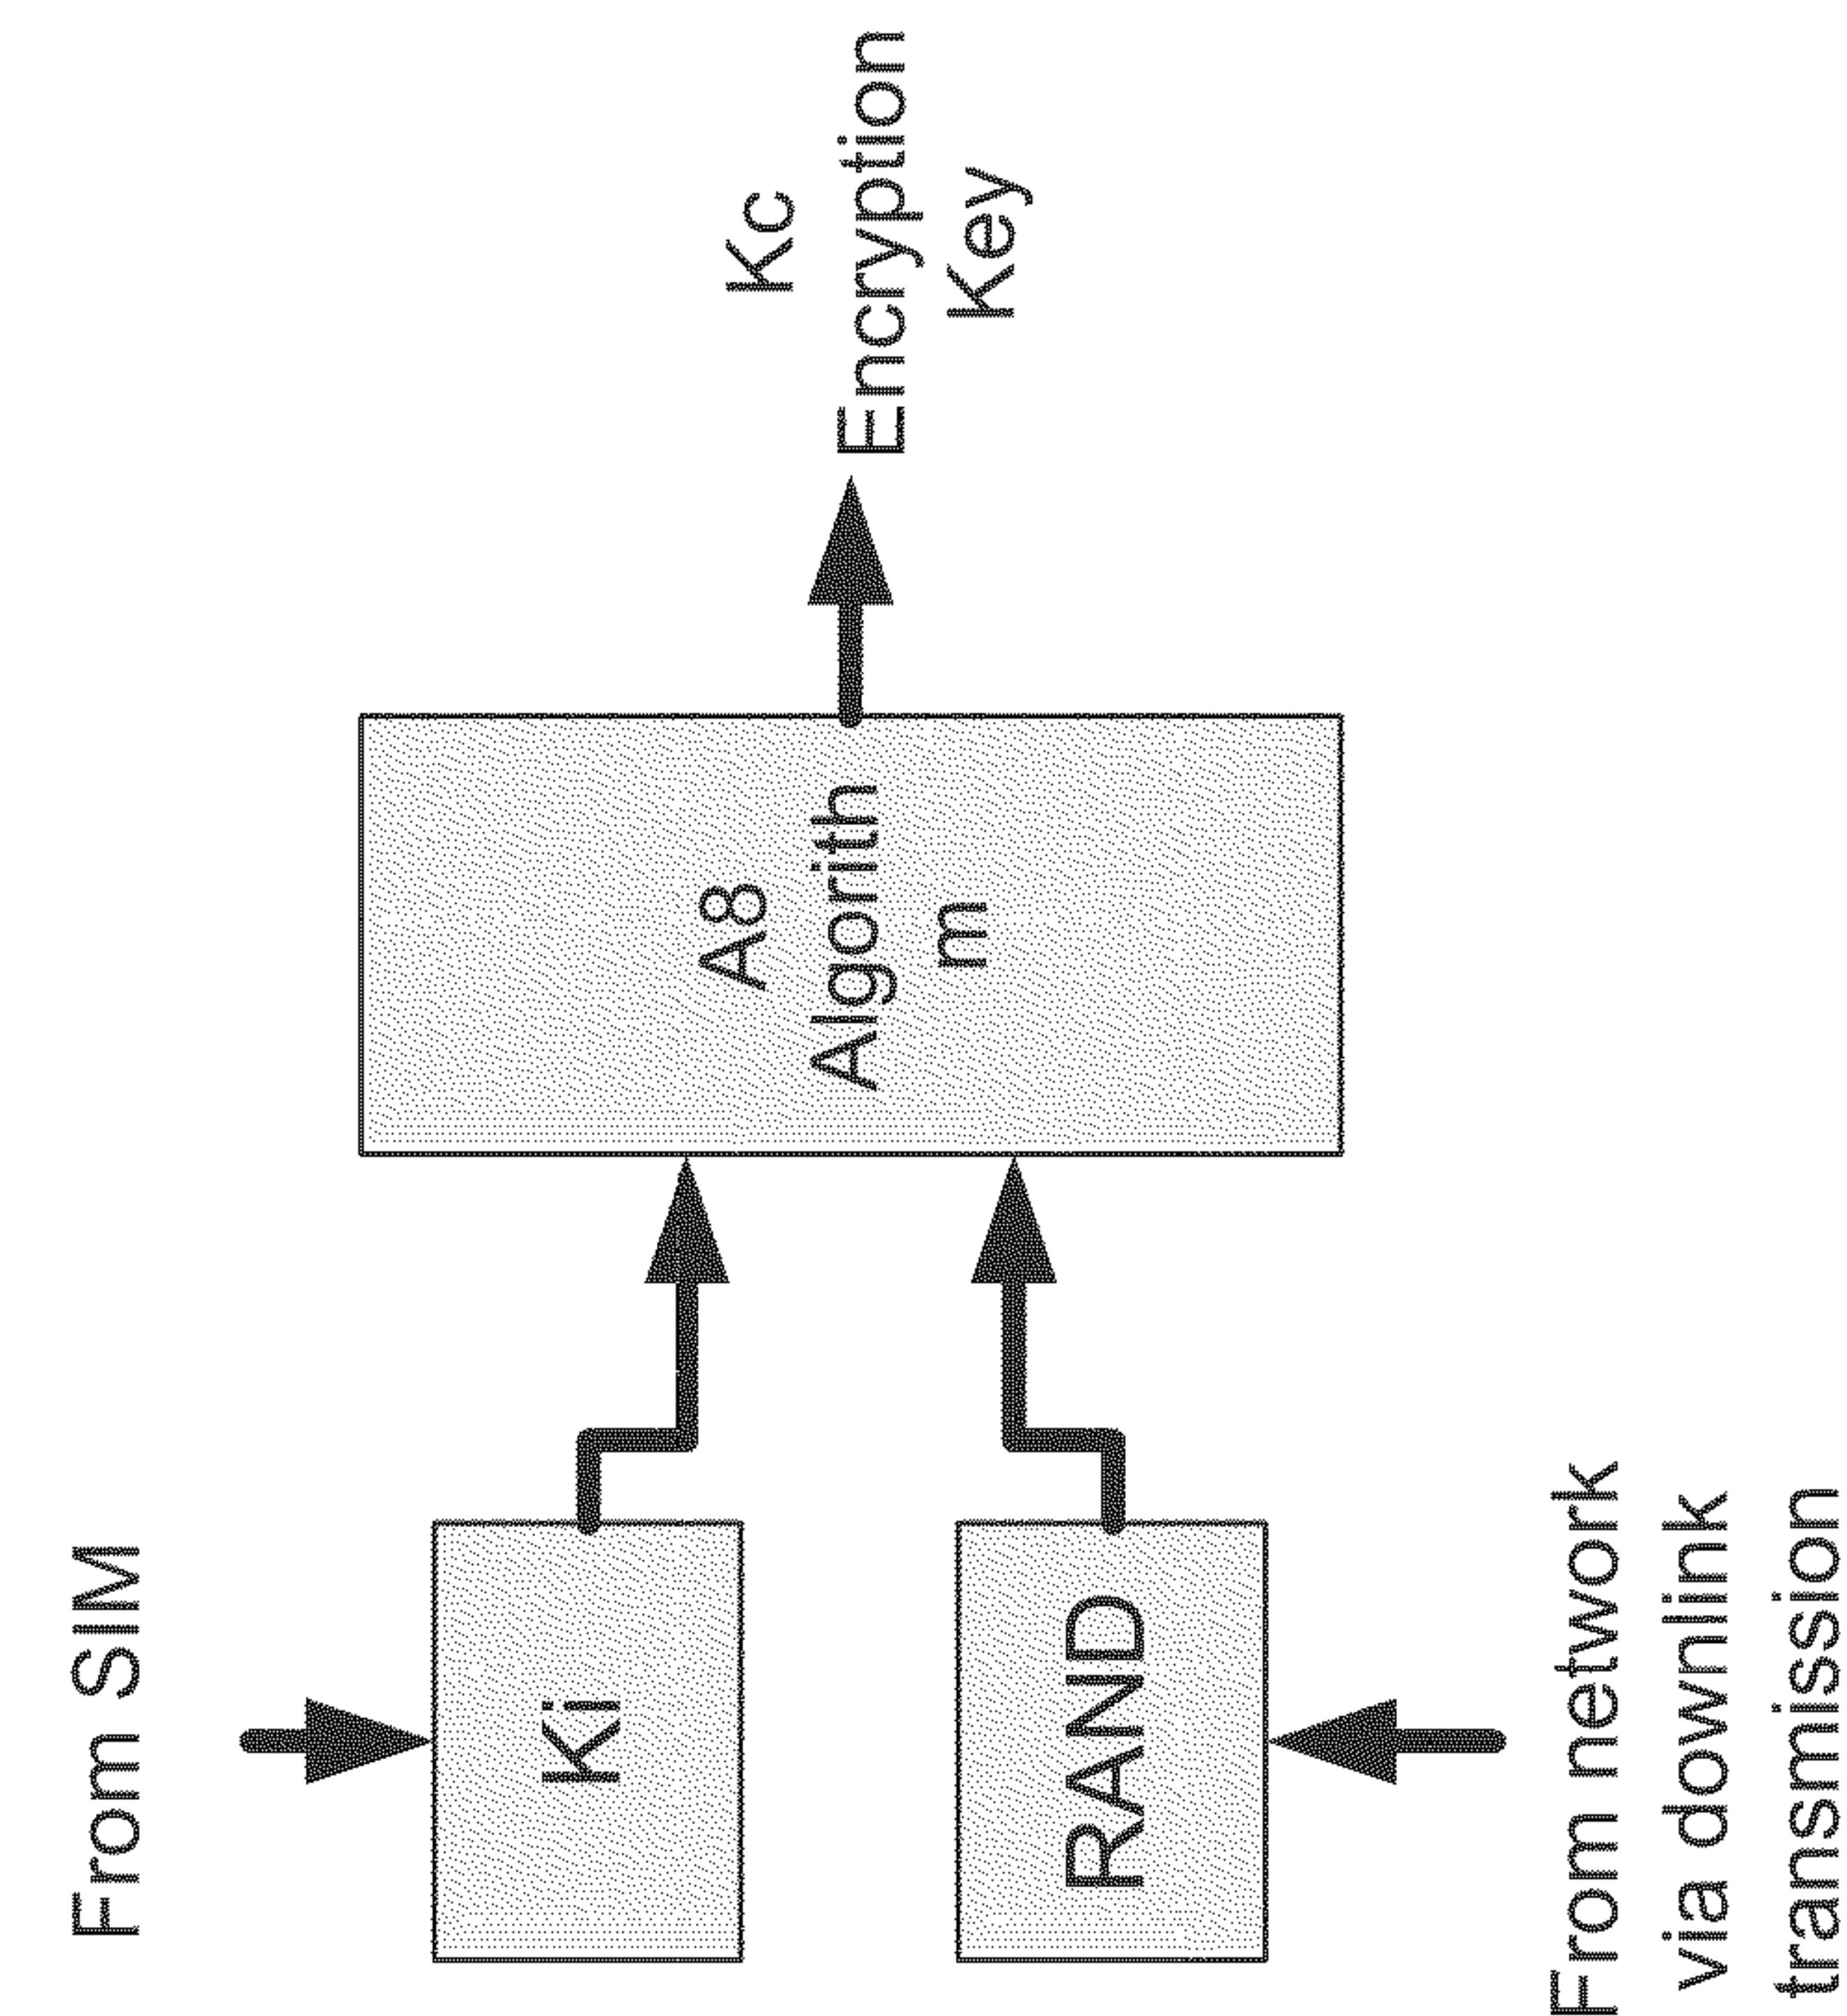 From SIM
Ki
RAND
From network
via downlink
transmission
A8
Algorith
m
Kc
Encryption
Key